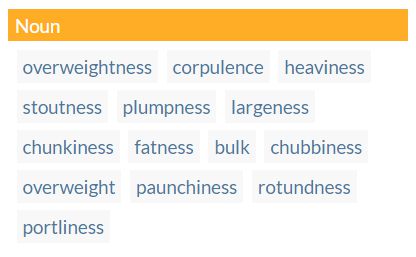 Noun
overweightness corpulence heaviness
stoutness plumpness largeness
chunkiness fatness bulk chubbiness
overweight paunchiness rotundness
portliness